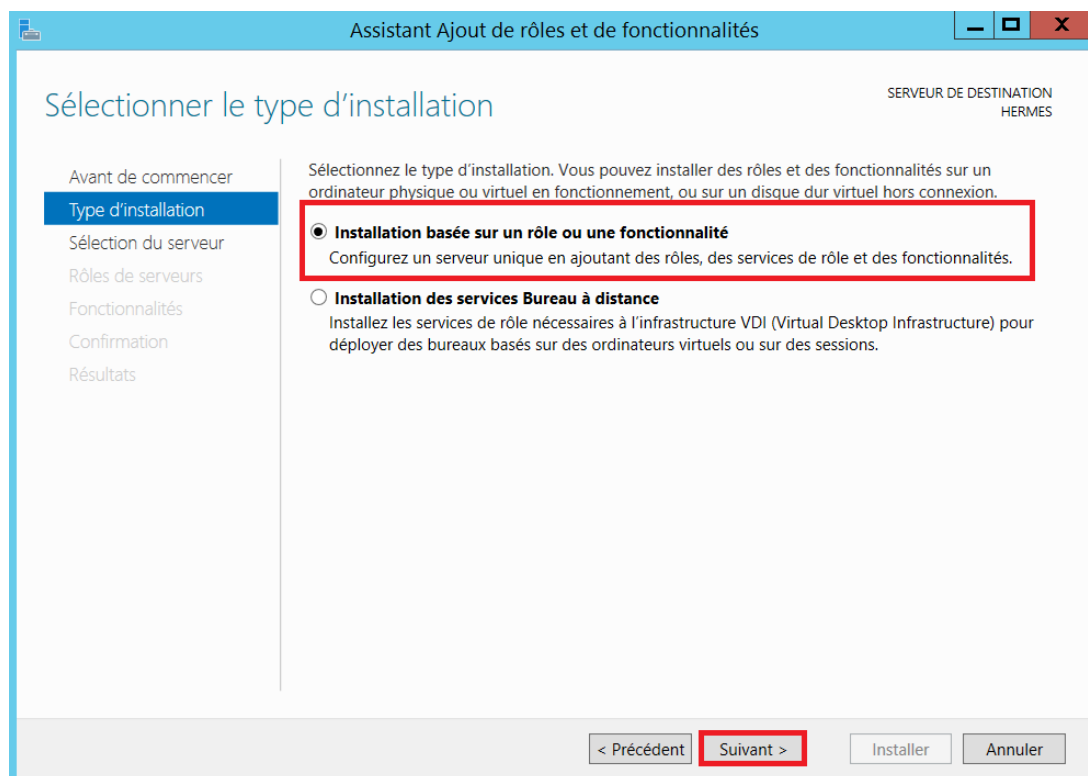 Assistant Ajout de rôles et de fonctionnalités
X
Sélectionner le type d'installation
SERVEUR DE DESTINATION
HERMES
Avant de commencer
Type d'installation
Sélection du serveur
Rôles de serveurs
Fonctionnalités
Confirmation
Résultats
Sélectionnez le type d'installation. Vous pouvez installer des rôles et des fonctionnalités sur un
ordinateur physique ou virtuel en fonctionnement, ou sur un disque dur virtuel hors connexion.
Installation basée sur un rôle ou une fonctionnalité
Configurez un serveur unique en ajoutant des rôles, des services de rôle et des fonctionnalités.
Installation des services Bureau à distance
Installez les services de rôle nécessaires à l'infrastructure VDI (Virtual Desktop Infrastructure) pour
déployer des bureaux basés sur des ordinateurs virtuels ou sur des sessions.
< Précédent Suivant > Installer Annuler